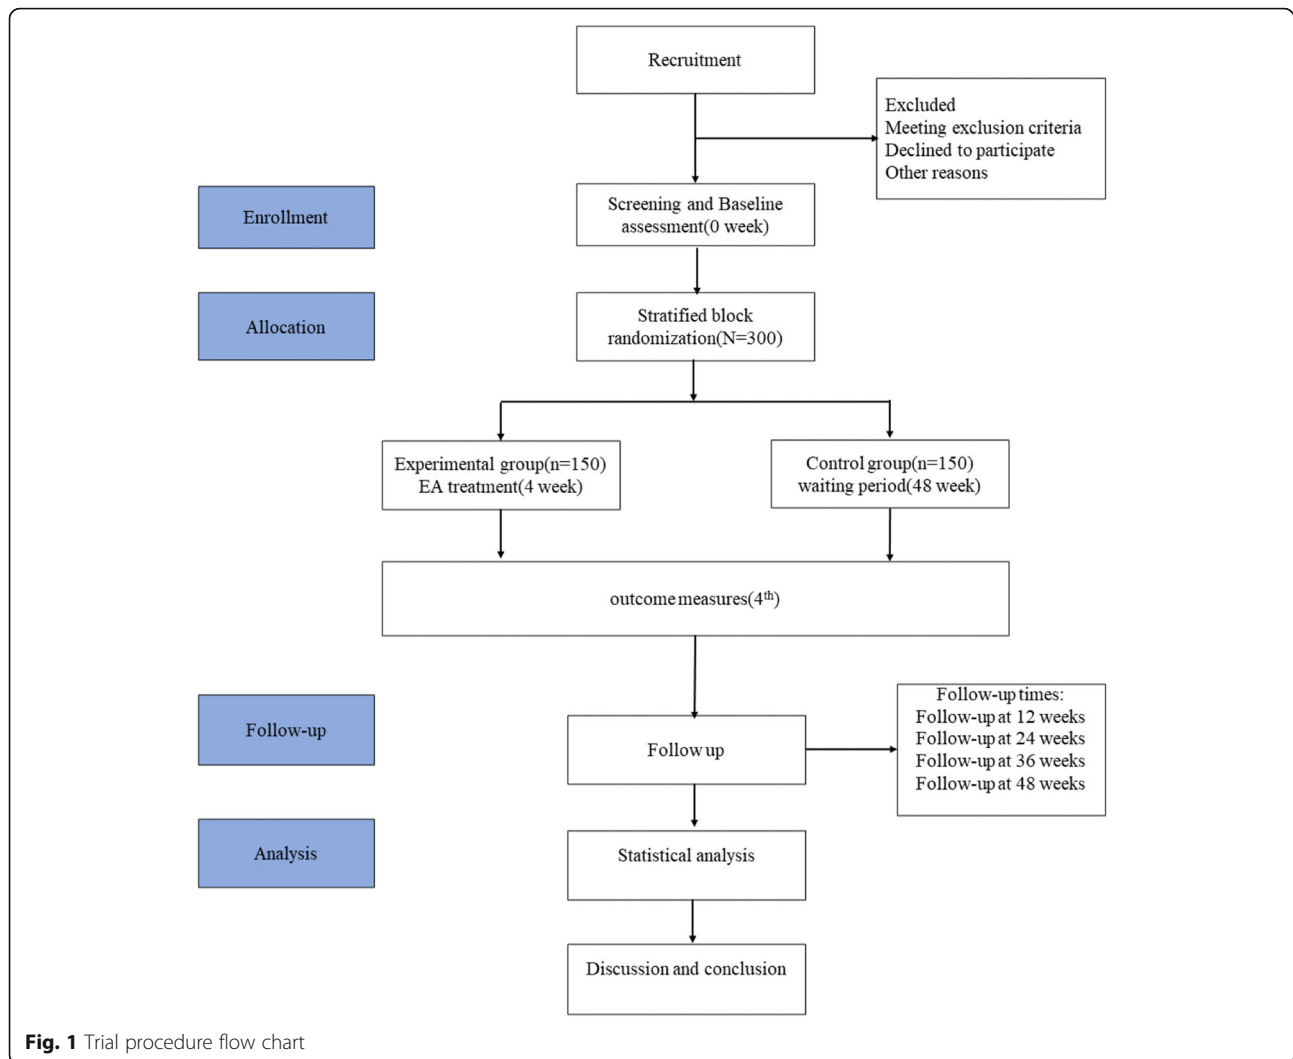 Recruitment
Excluded
Meeting exclusion criteria
Declined to participate
Other reasons
Enrollment
Screening and Baseline
assessment(0 week)
Allocation
Stratified block
randomization(N=300)
Experimental group(n=150)
EA treatment(4 week)
Control group(n=150)
waiting period(48 week)
outcome measures(4th)
Follow-up
Follow up
Follow-up times:
Follow-up at 12 weeks
Follow-up at 24 weeks
Follow-up at 36 weeks
Follow-up at 48 weeks
Analysis
Statistical analysis
Discussion and conclusion
Fig. 1 Trial procedure flow chart